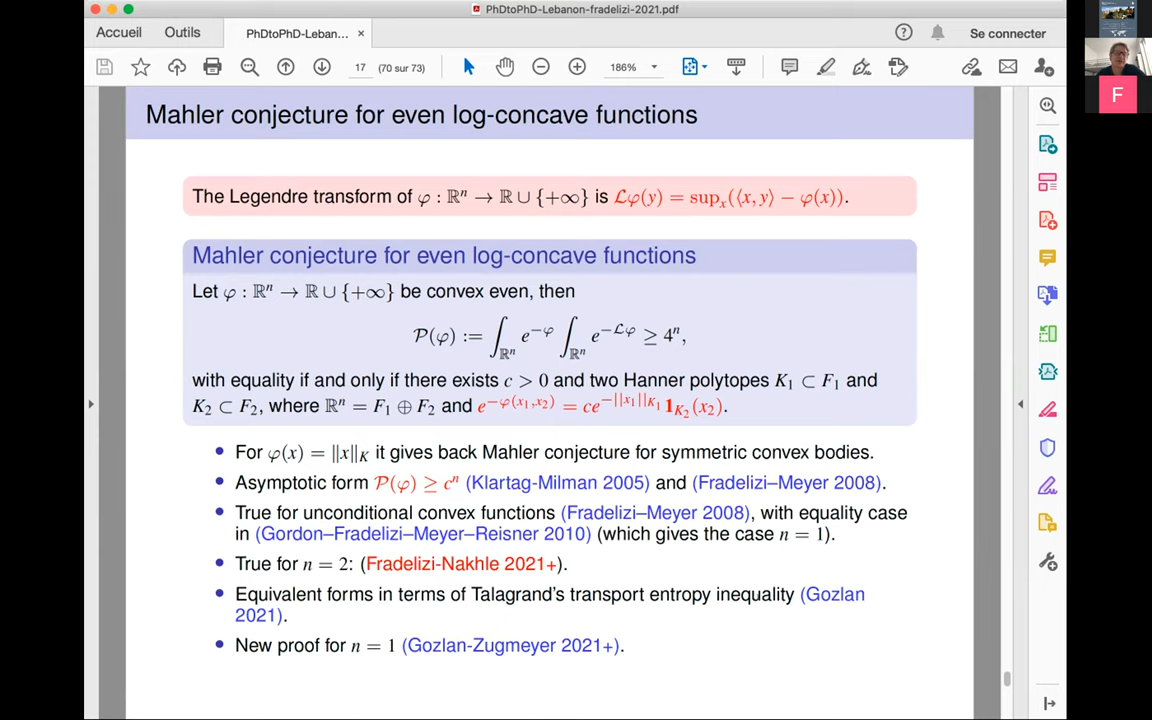 PhDtoPhD-Lebanon-fradelizi-2021.pdf
Accueil Outils PhDtoPhD-Leban... × Se connecter
17 (70 sur 73) 186%
F
Mahler conjecture for even log-concave functions
The Legendre transform of φ : ℝⁿ → ℝ ∪ {+∞} is ℒφ(y) = supₓ(⟨x, y⟩ − φ(x)).
Mahler conjecture for even log-concave functions
Let φ : ℝⁿ → ℝ ∪ {+∞} be convex even, then
𝒫(φ) := ∫_{ℝⁿ} e^{−φ} ∫_{ℝⁿ} e^{−ℒφ} ≥ 4ⁿ,
with equality if and only if there exists c > 0 and two Hanner polytopes K₁ ⊂ F₁ and
K₂ ⊂ F₂, where ℝⁿ = F₁ ⊕ F₂ and e^{−φ(x₁,x₂)} = ce^{−||x₁||_{K₁}} 𝟏_{K₂}(x₂).
• For φ(x) = ‖x‖_K it gives back Mahler conjecture for symmetric convex bodies.
• Asymptotic form 𝒫(φ) ≥ cⁿ (Klartag-Milman 2005) and (Fradelizi–Meyer 2008).
• True for unconditional convex functions (Fradelizi–Meyer 2008), with equality case
in (Gordon–Fradelizi–Meyer–Reisner 2010) (which gives the case n = 1).
• True for n = 2: (Fradelizi-Nakhle 2021+).
• Equivalent forms in terms of Talagrand's transport entropy inequality (Gozlan
2021).
• New proof for n = 1 (Gozlan-Zugmeyer 2021+).